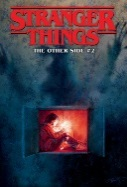 STRANGER
THINGS
THE OTHER SIDE #2